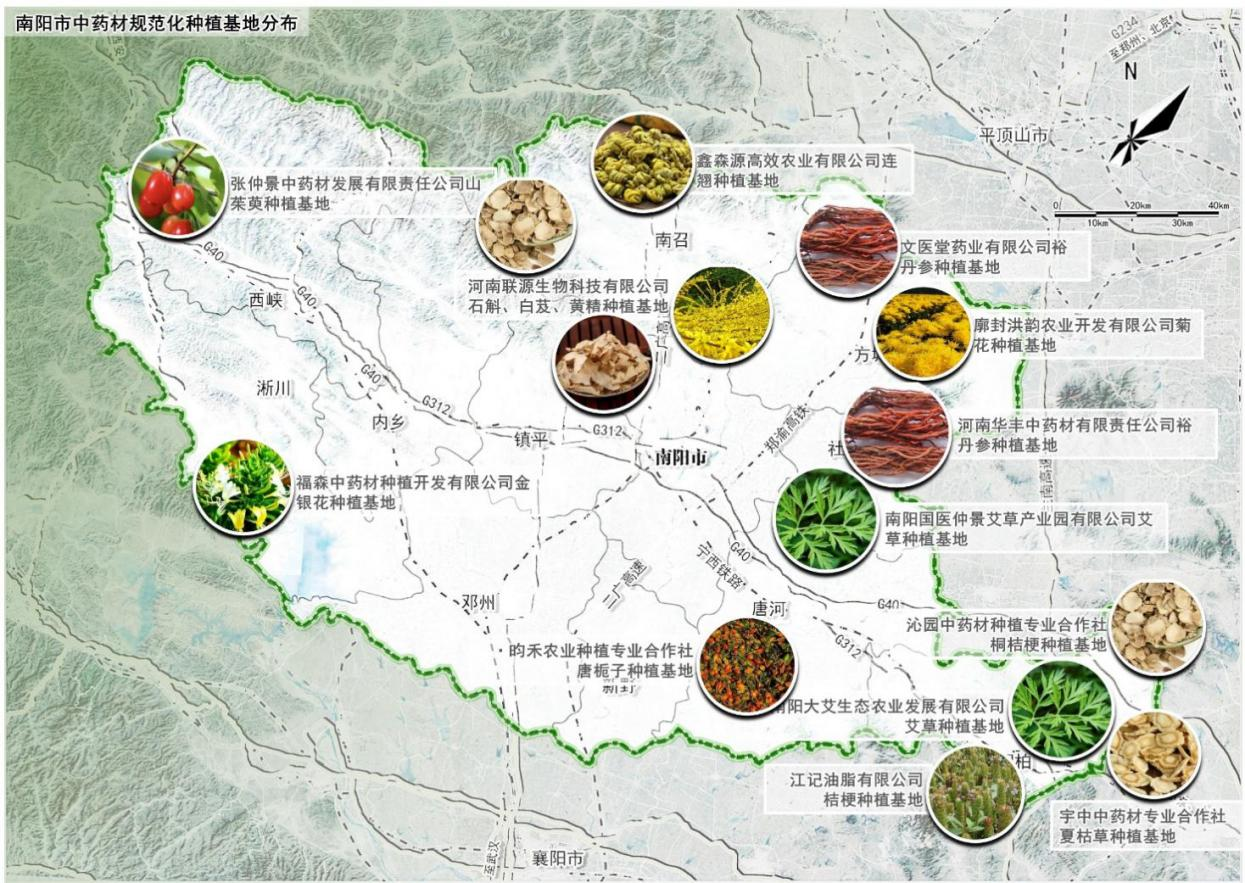 南阳市中药材规范化种植基地分布
G234
至郑州、北京
N
平顶山市
0 20km 40km
10km 30km
鑫森源高效农业有限公司连
翘种植基地
张仲景中药材发展有限责任公司山
茱萸种植基地
南召
文医堂药业有限公司裕
丹参种植基地
G40
河南联源生物科技有限公司
石斛、白芨、黄精种植基地
西峡
G40
廓封洪韵农业开发有限公司菊
花种植基地
方
G40
淅川
G312
内乡
镇平
G312
郑渝高铁
南阳市
社
河南华丰中药材有限责任公司裕
丹参种植基地
福森中药材种植开发有限公司金
银花种植基地
南阳国医仲景艾草产业园有限公司艾
草种植基地
G40
宁西铁路
二广高速
邓州
唐河
G40
G312
沁园中药材种植专业合作社
桐桔梗种植基地
昀禾农业种植专业合作社
唐栀子种植基地
新野
阳大艾生态农业发展有限公司
艾草种植基地
柏
江记油脂有限公司
桔梗种植基地
宇中中药材专业合作社
夏枯草种植基地
襄阳市
至武汉